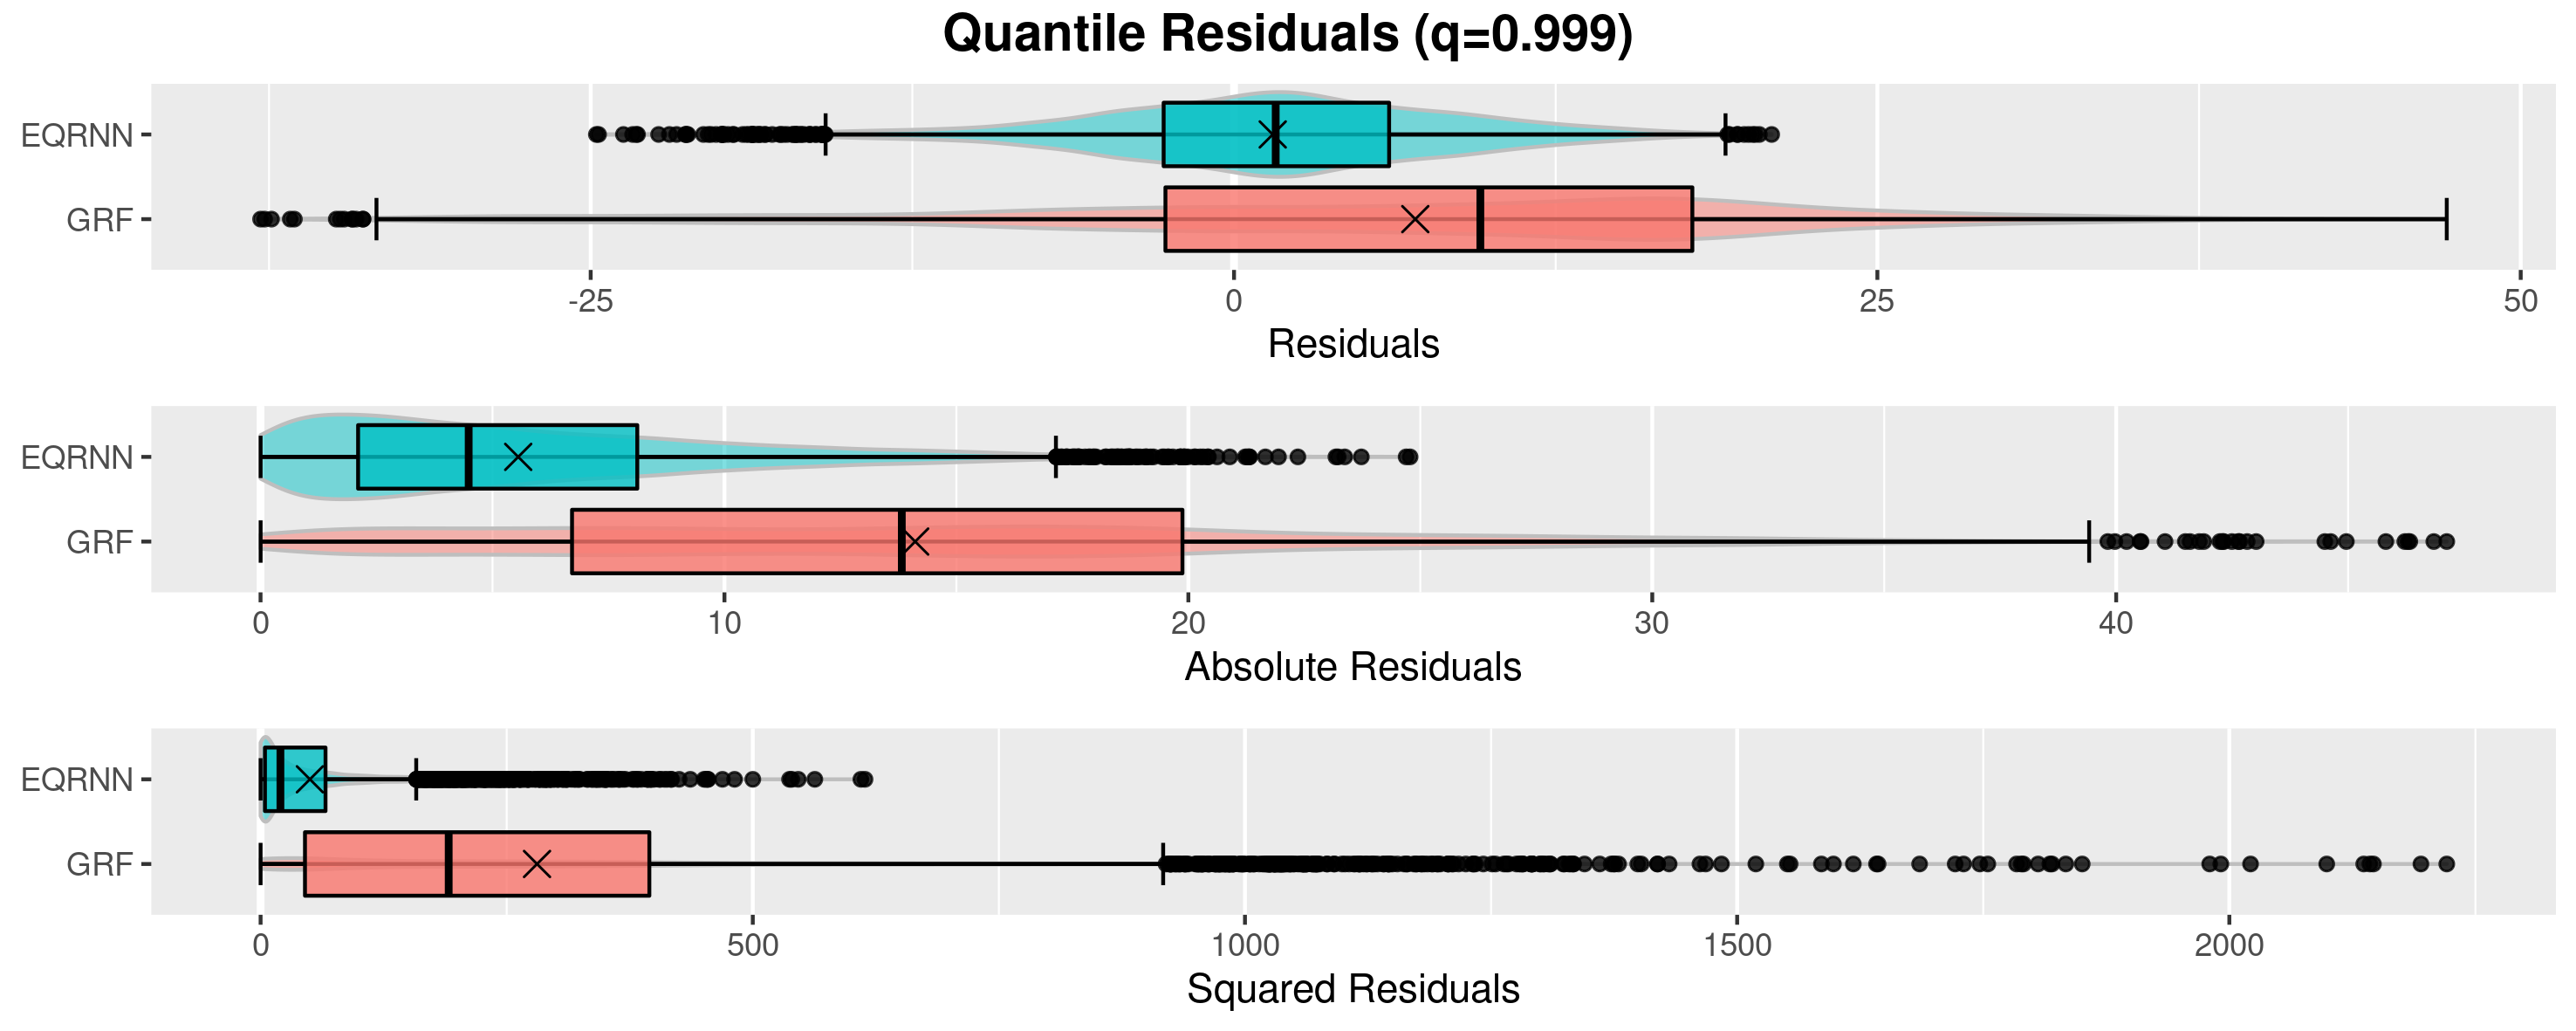 Quantile Residuals (q=0.999)
EQRNN
GRF
-25 0 25 50
Residuals
EQRNN
GRF
0 10 20 30 40
Absolute Residuals
EQRNN
GRF
0 500 1000 1500 2000
Squared Residuals